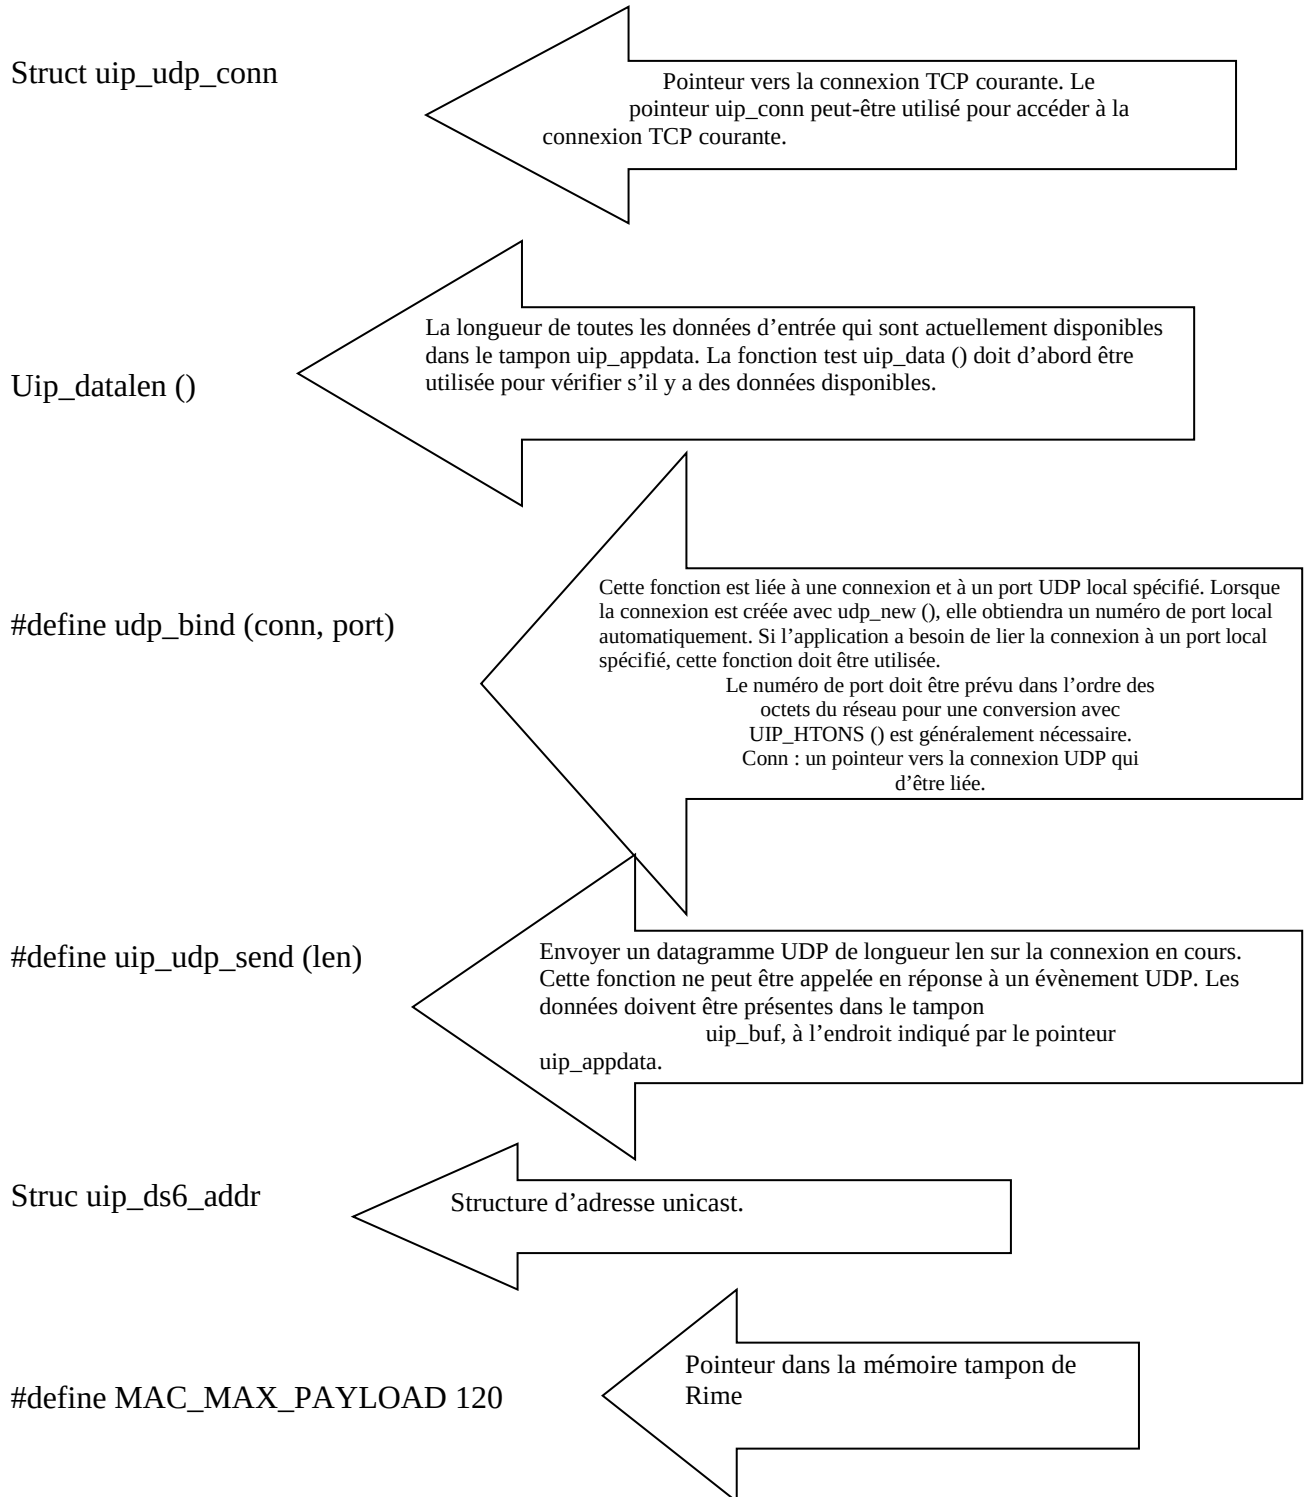 Struct uip_udp_conn
Pointeur vers la connexion TCP courante. Le
pointeur uip_conn peut-être utilisé pour accéder à la
connexion TCP courante.
Uip_datalen ()
La longueur de toutes les données d’entrée qui sont actuellement disponibles
dans le tampon uip_appdata. La fonction test uip_data () doit d’abord être
utilisée pour vérifier s’il y a des données disponibles.
#define udp_bind (conn, port)
Cette fonction est liée à une connexion et à un port UDP local spécifié. Lorsque
la connexion est créée avec udp_new (), elle obtiendra un numéro de port local
automatiquement. Si l’application a besoin de lier la connexion à un port local
spécifié, cette fonction doit être utilisée.
Le numéro de port doit être prévu dans l’ordre des
octets du réseau pour une conversion avec
UIP_HTONS () est généralement nécessaire.
Conn : un pointeur vers la connexion UDP qui
d’être liée.
#define uip_udp_send (len)
Envoyer un datagramme UDP de longueur len sur la connexion en cours.
Cette fonction ne peut être appelée en réponse à un évènement UDP. Les
données doivent être présentes dans le tampon
uip_buf, à l’endroit indiqué par le pointeur
uip_appdata.
Struc uip_ds6_addr
Structure d’adresse unicast.
#define MAC_MAX_PAYLOAD 120
Pointeur dans la mémoire tampon de
Rime